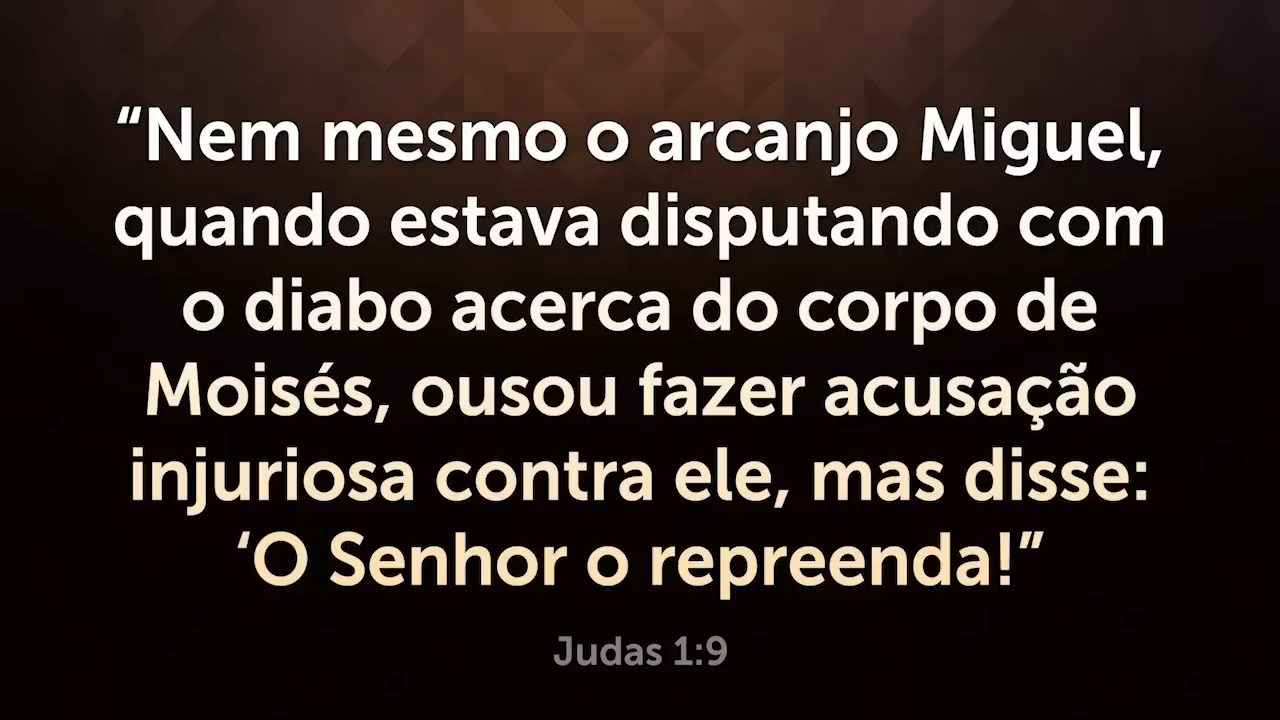 “Nem mesmo o arcanjo Miguel,
quando estava disputando com
o diabo acerca do corpo de
Moisés, ousou fazer acusação
injuriosa contra ele, mas disse:
‘O Senhor o repreenda!”
Judas 1:9